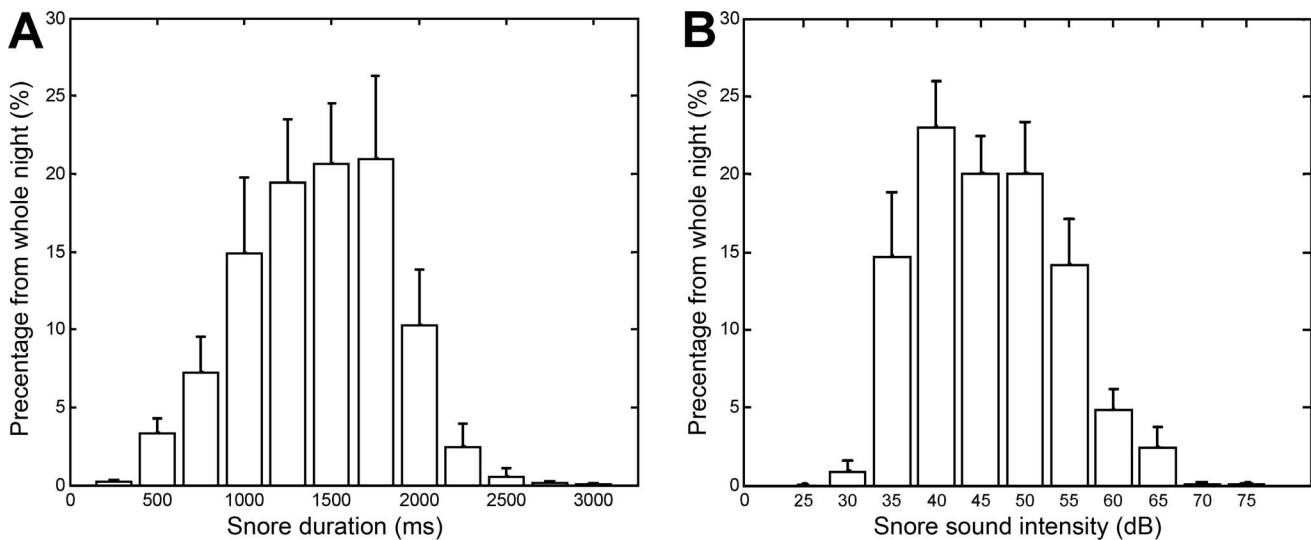 A
Precentage from whole night (%)
30
25
20
15
10
5
0
0 500 1000 1500 2000 2500 3000
Snore duration (ms)
B
Precentage from whole night (%)
30
25
20
15
10
5
0
0 25 30 35 40 45 50 55 60 65 70 75
Snore sound intensity (dB)